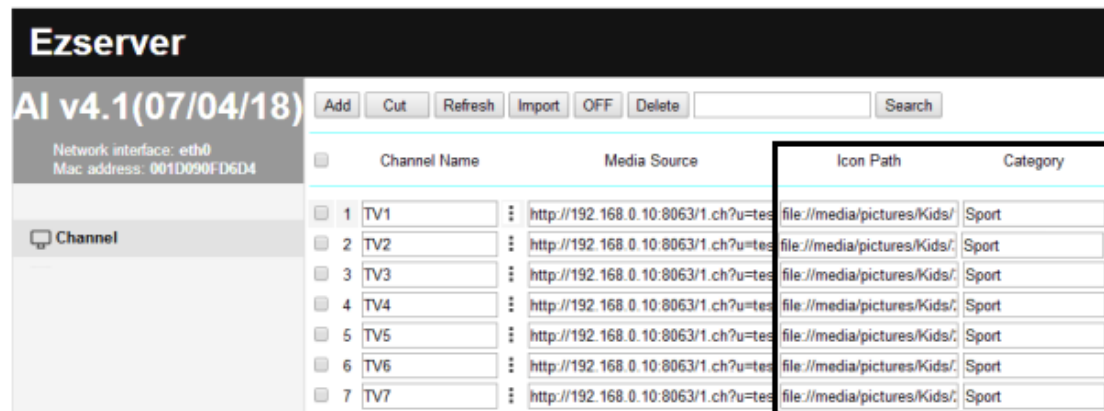 Ezserver
AI v4.1(07/04/18)
Network interface: eth0
Mac address: 001D090FD6D4
Channel
Add Cut Refresh Import OFF Delete Search
Channel Name Media Source Icon Path Category
1 TV1 http://192.168.0.10:8063/1.ch?u=tes file://media/pictures/Kids/ Sport
2 TV2 http://192.168.0.10:8063/1.ch?u=tes file://media/pictures/Kids/ Sport
3 TV3 http://192.168.0.10:8063/1.ch?u=tes file://media/pictures/Kids/ Sport
4 TV4 http://192.168.0.10:8063/1.ch?u=tes file://media/pictures/Kids/ Sport
5 TV5 http://192.168.0.10:8063/1.ch?u=tes file://media/pictures/Kids/ Sport
6 TV6 http://192.168.0.10:8063/1.ch?u=tes file://media/pictures/Kids/ Sport
7 TV7 http://192.168.0.10:8063/1.ch?u=tes file://media/pictures/Kids/ Sport